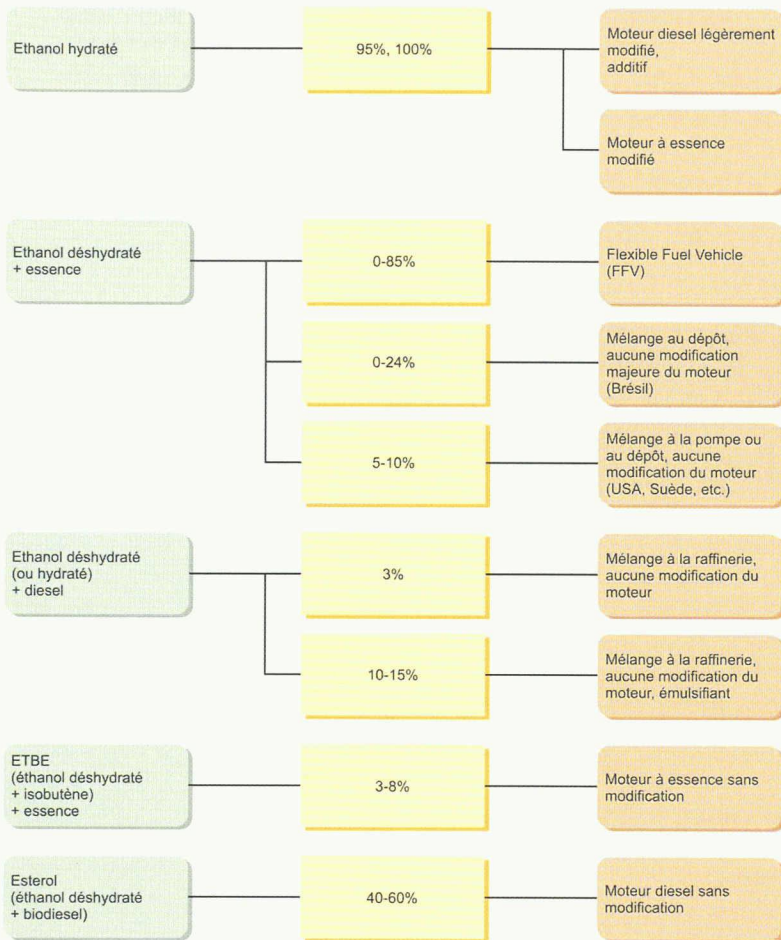 Ethanol hydraté
95%, 100%
Moteur diesel légèrement
modifié,
additif
Moteur à essence
modifié
Ethanol déshydraté
+ essence
0-85%
Flexible Fuel Vehicle
(FFV)
0-24%
Mélange au dépôt,
aucune modification
majeure du moteur
(Brésil)
5-10%
Mélange à la pompe ou
au dépôt, aucune
modification du moteur
(USA, Suède, etc.)
Ethanol déshydraté
(ou hydraté)
+ diesel
3%
Mélange à la raffinerie,
aucune modification du
moteur
10-15%
Mélange à la raffinerie,
aucune modification du
moteur, émulsifiant
ETBE
(éthanol déshydraté
+ isobutène)
+ essence
3-8%
Moteur à essence sans
modification
Esterol
(éthanol déshydraté
+ biodiesel)
40-60%
Moteur diesel sans
modification